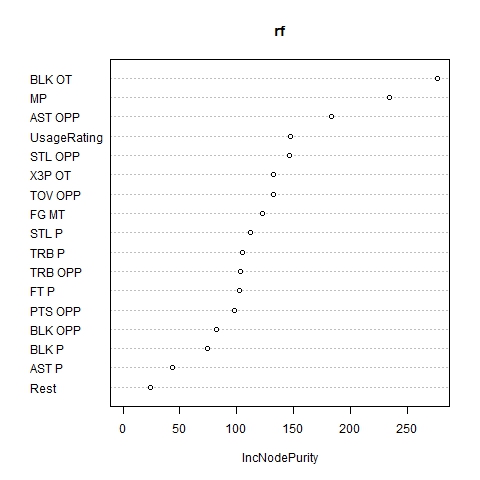 rf
BLK OT
MP
AST OPP
UsageRating
STL OPP
X3P OT
TOV OPP
FG MT
STL P
TRB P
TRB OPP
FT P
PTS OPP
BLK OPP
BLK P
AST P
Rest
0 50 100 150 200 250
IncNodePurity